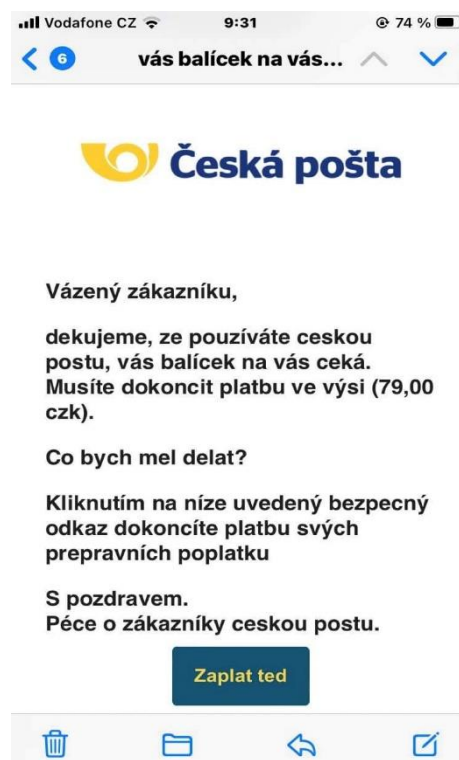 Vodafone CZ 9:31 74 %
6 vás balícek na vás...
Česká pošta
Vázený zákazníku,
dekujeme, ze pouzíváte ceskou
postu, vás balícek na vás ceká.
Musíte dokoncit platbu ve výsi (79,00
czk).
Co bych mel delat?
Kliknutím na níze uvedený bezpecný
odkaz dokoncíte platbu svých
prepravních poplatku
S pozdravem.
Péce o zákazníky ceskou postu.
Zaplat ted